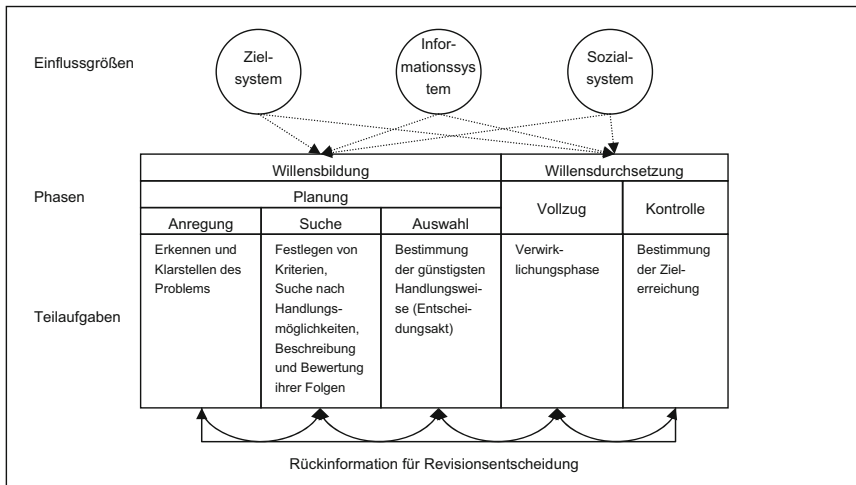 Einflussgrößen
Ziel-
system
Infor-
mationssys
tem
Sozial-
system
Phasen
Willensbildung
Willensdurchsetzung
Planung
Vollzug
Kontrolle
Anregung
Suche
Auswahl
Teilaufgaben
Erkennen und
Klarstellen des
Problems
Festlegen von
Kriterien,
Suche nach
Handlungs-
möglichkeiten,
Beschreibung
und Bewertung
ihrer Folgen
Bestimmung
der günstigsten
Handlungswei-
se (Entschei-
dungsakt)
Verwirk-
lichungsphase
Bestimmung
der Ziel-
erreichung
Rückinformation für Revisionsentscheidung